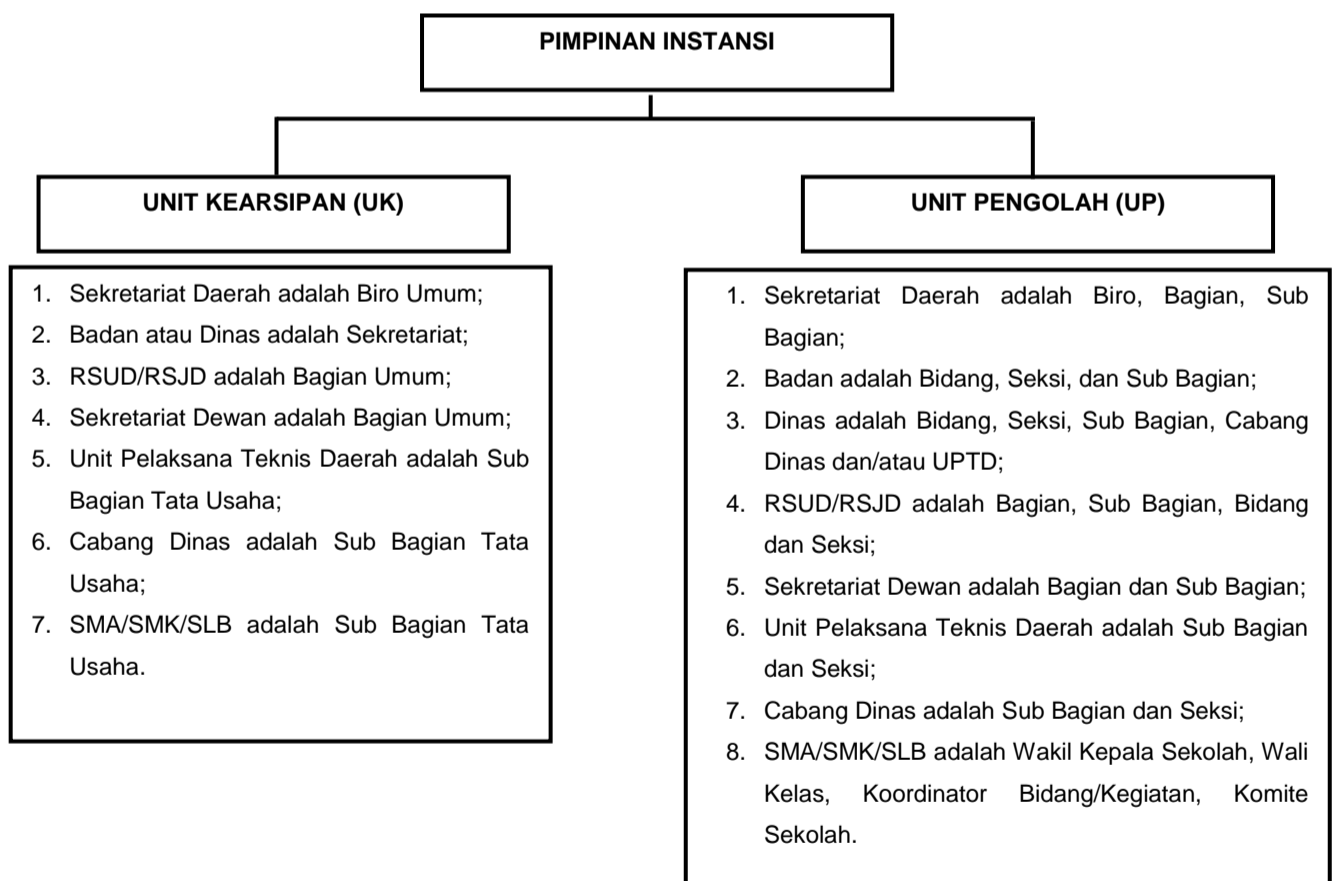 PIMPINAN INSTANSI
UNIT KEARSIPAN (UK)
1. Sekretariat Daerah adalah Biro Umum;
2. Badan atau Dinas adalah Sekretariat;
3. RSUD/RSJD adalah Bagian Umum;
4. Sekretariat Dewan adalah Bagian Umum;
5. Unit Pelaksana Teknis Daerah adalah Sub
Bagian Tata Usaha;
6. Cabang Dinas adalah Sub Bagian Tata
Usaha;
7. SMA/SMK/SLB adalah Sub Bagian Tata
Usaha.
UNIT PENGOLAH (UP)
1. Sekretariat Daerah adalah Biro, Bagian, Sub
Bagian;
2. Badan adalah Bidang, Seksi, dan Sub Bagian;
3. Dinas adalah Bidang, Seksi, Sub Bagian, Cabang
Dinas dan/atau UPTD;
4. RSUD/RSJD adalah Bagian, Sub Bagian, Bidang
dan Seksi;
5. Sekretariat Dewan adalah Bagian dan Sub Bagian;
6. Unit Pelaksana Teknis Daerah adalah Sub Bagian
dan Seksi;
7. Cabang Dinas adalah Sub Bagian dan Seksi;
8. SMA/SMK/SLB adalah Wakil Kepala Sekolah, Wali
Kelas, Koordinator Bidang/Kegiatan, Komite
Sekolah.